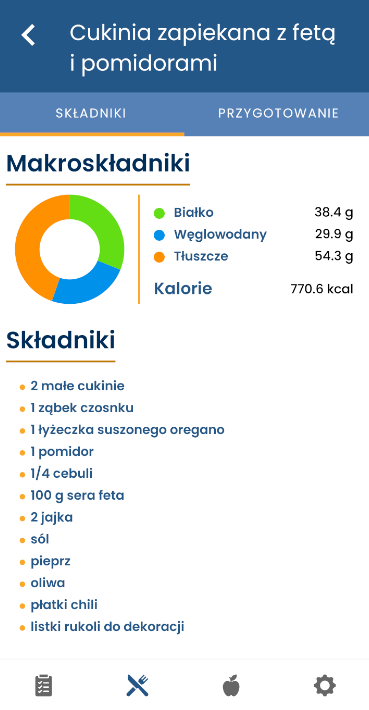 Cukinia zapiekana z fetą
i pomidorami
SKŁADNIKI PRZYGOTOWANIE
Makroskładniki
Białko 38.4 g
Węglowodany 29.9 g
Tłuszcze 54.3 g
Kalorie 770.6 kcal
Składniki
2 małe cukinie
1 ząbek czosnku
1 łyżeczka suszonego oregano
1 pomidor
1/4 cebuli
100 g sera feta
2 jajka
sól
pieprz
oliwa
płatki chili
listki rukoli do dekoracji